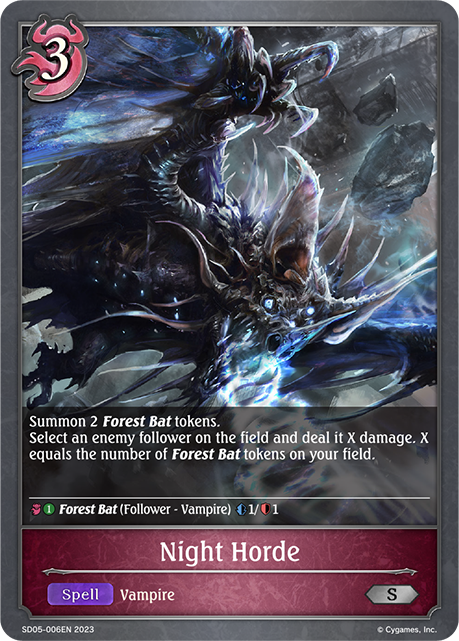 3
Summon 2 Forest Bat tokens.
Select an enemy follower on the field and deal it X damage. X
equals the number of Forest Bat tokens on your field.
1 Forest Bat (Follower - Vampire) 1/ 1
Night Horde
Spell Vampire S
SD05-006EN 2023 © Cygames, Inc.